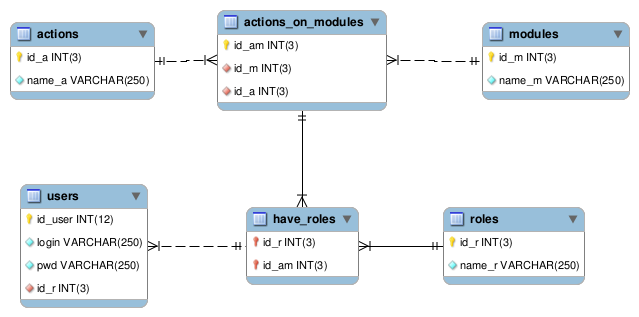 actions
id_a INT(3)
name_a VARCHAR(250)
actions_on_modules
id_am INT(3)
id_m INT(3)
id_a INT(3)
modules
id_m INT(3)
name_m VARCHAR(250)
users
id_user INT(12)
login VARCHAR(250)
pwd VARCHAR(250)
id_r INT(3)
have_roles
id_r INT(3)
id_am INT(3)
roles
id_r INT(3)
name_r VARCHAR(250)